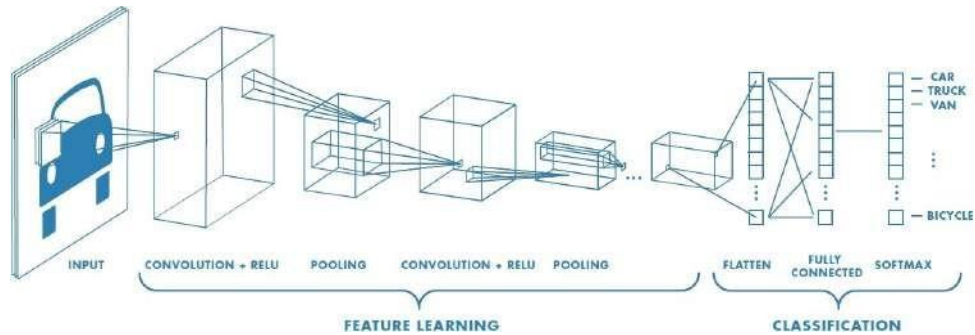 CAR
TRUCK
VAN
BICYCLE
INPUT
CONVOLUTION + RELU
POOLING
CONVOLUTION + RELU
POOLING
FLATTEN
FULLY
CONNECTED
SOFTMAX
FEATURE LEARNING
CLASSIFICATION